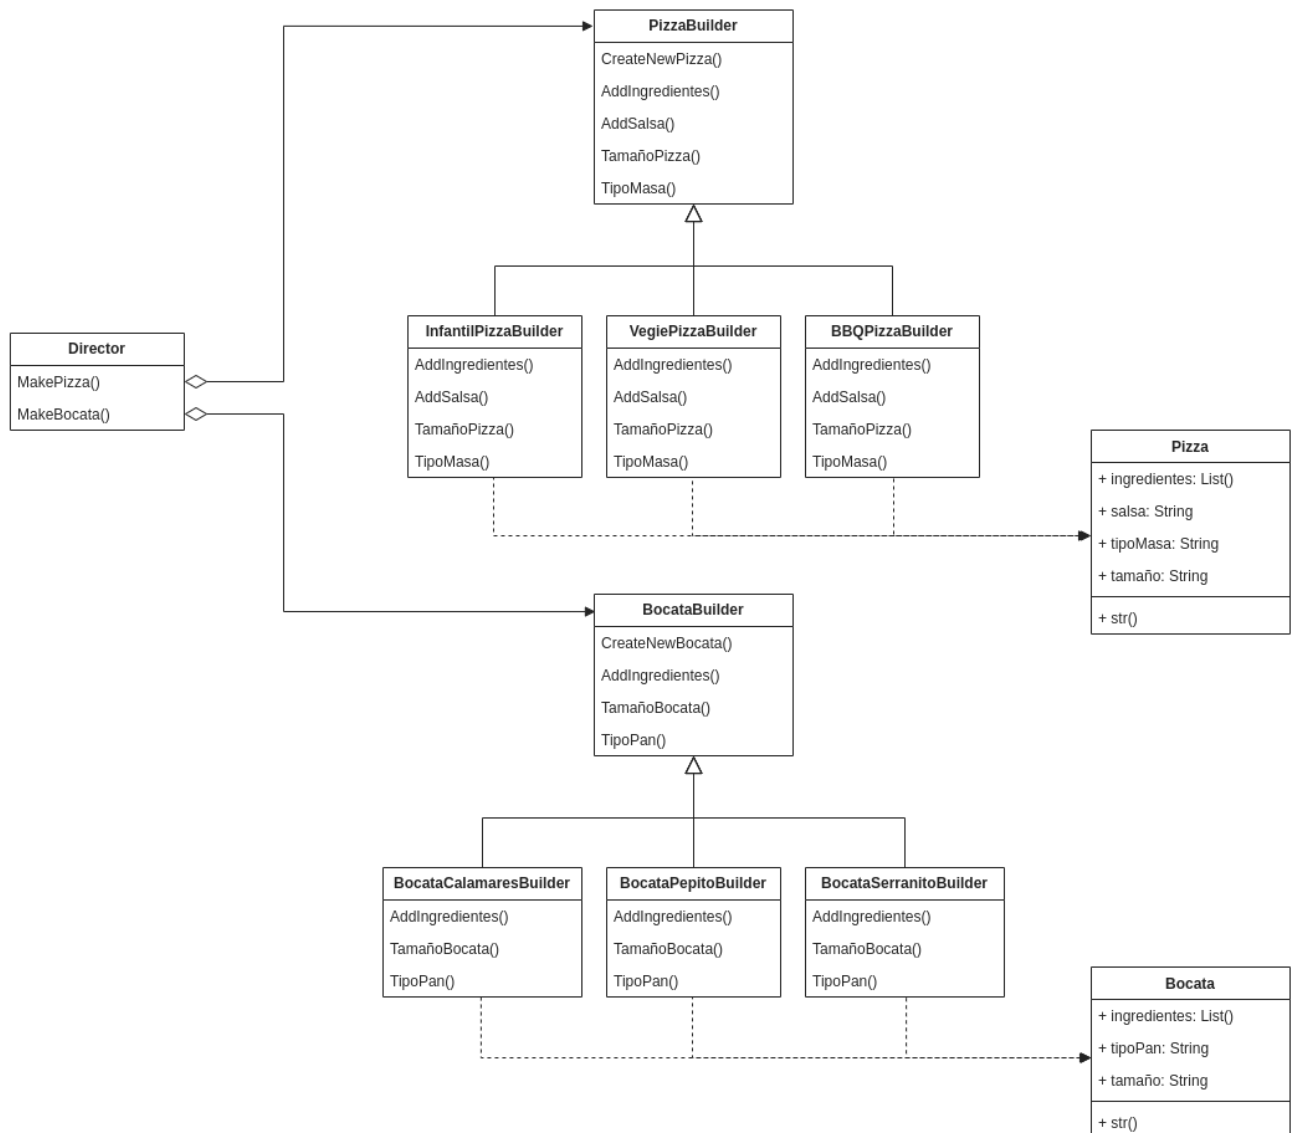 PizzaBuilder
CreateNewPizza()
AddIngredientes()
AddSalsa()
TamañoPizza()
TipoMasa()
Director
MakePizza()
MakeBocata()
InfantilPizzaBuilder
AddIngredientes()
AddSalsa()
TamañoPizza()
TipoMasa()
VegiePizzaBuilder
AddIngredientes()
AddSalsa()
TamañoPizza()
TipoMasa()
BBQPizzaBuilder
AddIngredientes()
AddSalsa()
TamañoPizza()
TipoMasa()
Pizza
+ ingredientes: List()
+ salsa: String
+ tipoMasa: String
+ tamaño: String
+ str()
BocataBuilder
CreateNewBocata()
AddIngredientes()
TamañoBocata()
TipoPan()
BocataCalamaresBuilder
AddIngredientes()
TamañoBocata()
TipoPan()
BocataPepitoBuilder
AddIngredientes()
TamañoBocata()
TipoPan()
BocataSerranitoBuilder
AddIngredientes()
TamañoBocata()
TipoPan()
Bocata
+ ingredientes: List()
+ tipoPan: String
+ tamaño: String
+ str()